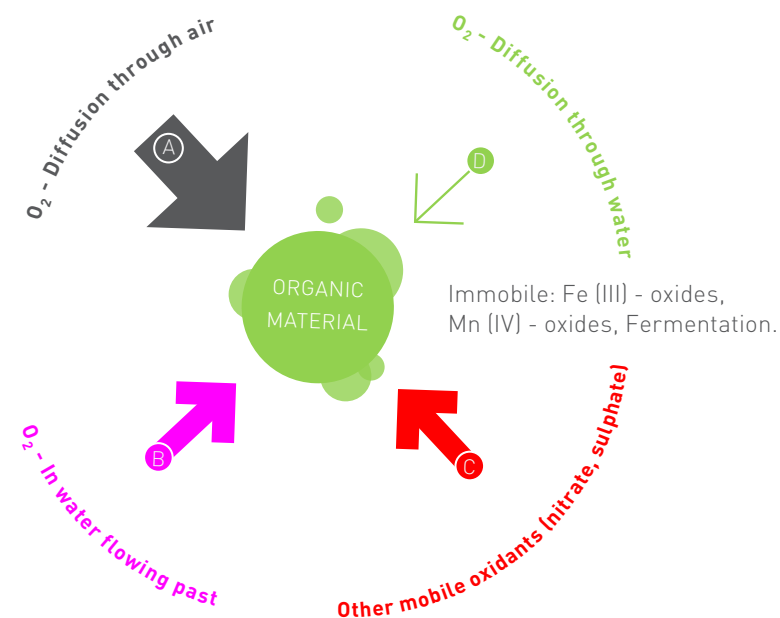 O₂ - Diffusion through air
O₂ - Diffusion through water
A
D
ORGANIC
MATERIAL
Immobile: Fe (III) - oxides,
Mn (IV) - oxides, Fermentation.
B
C
O₂ - In water flowing past
Other mobile oxidants (nitrate, sulphate)